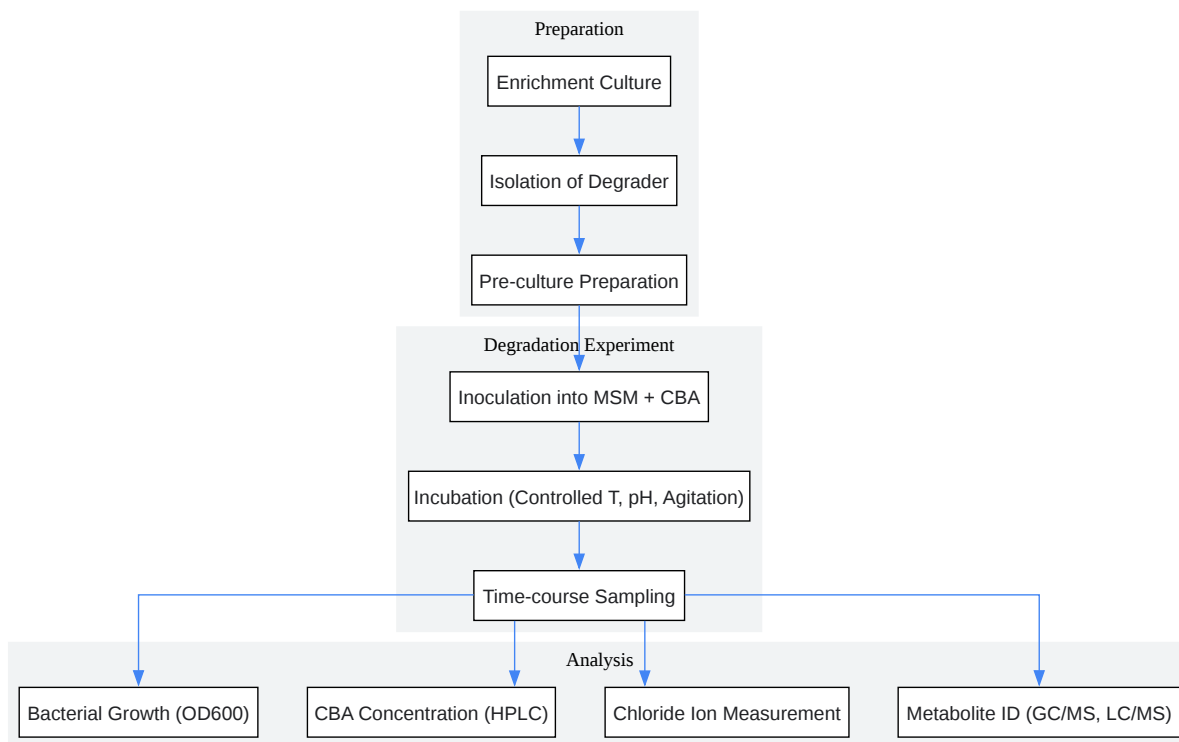 Preparation
Enrichment Culture
Isolation of Degrader
Pre-culture Preparation
Degradation Experiment
Inoculation into MSM + CBA
Incubation (Controlled T, pH, Agitation)
Time-course Sampling
Analysis
Bacterial Growth (OD600)
CBA Concentration (HPLC)
Chloride Ion Measurement
Metabolite ID (GC/MS, LC/MS)